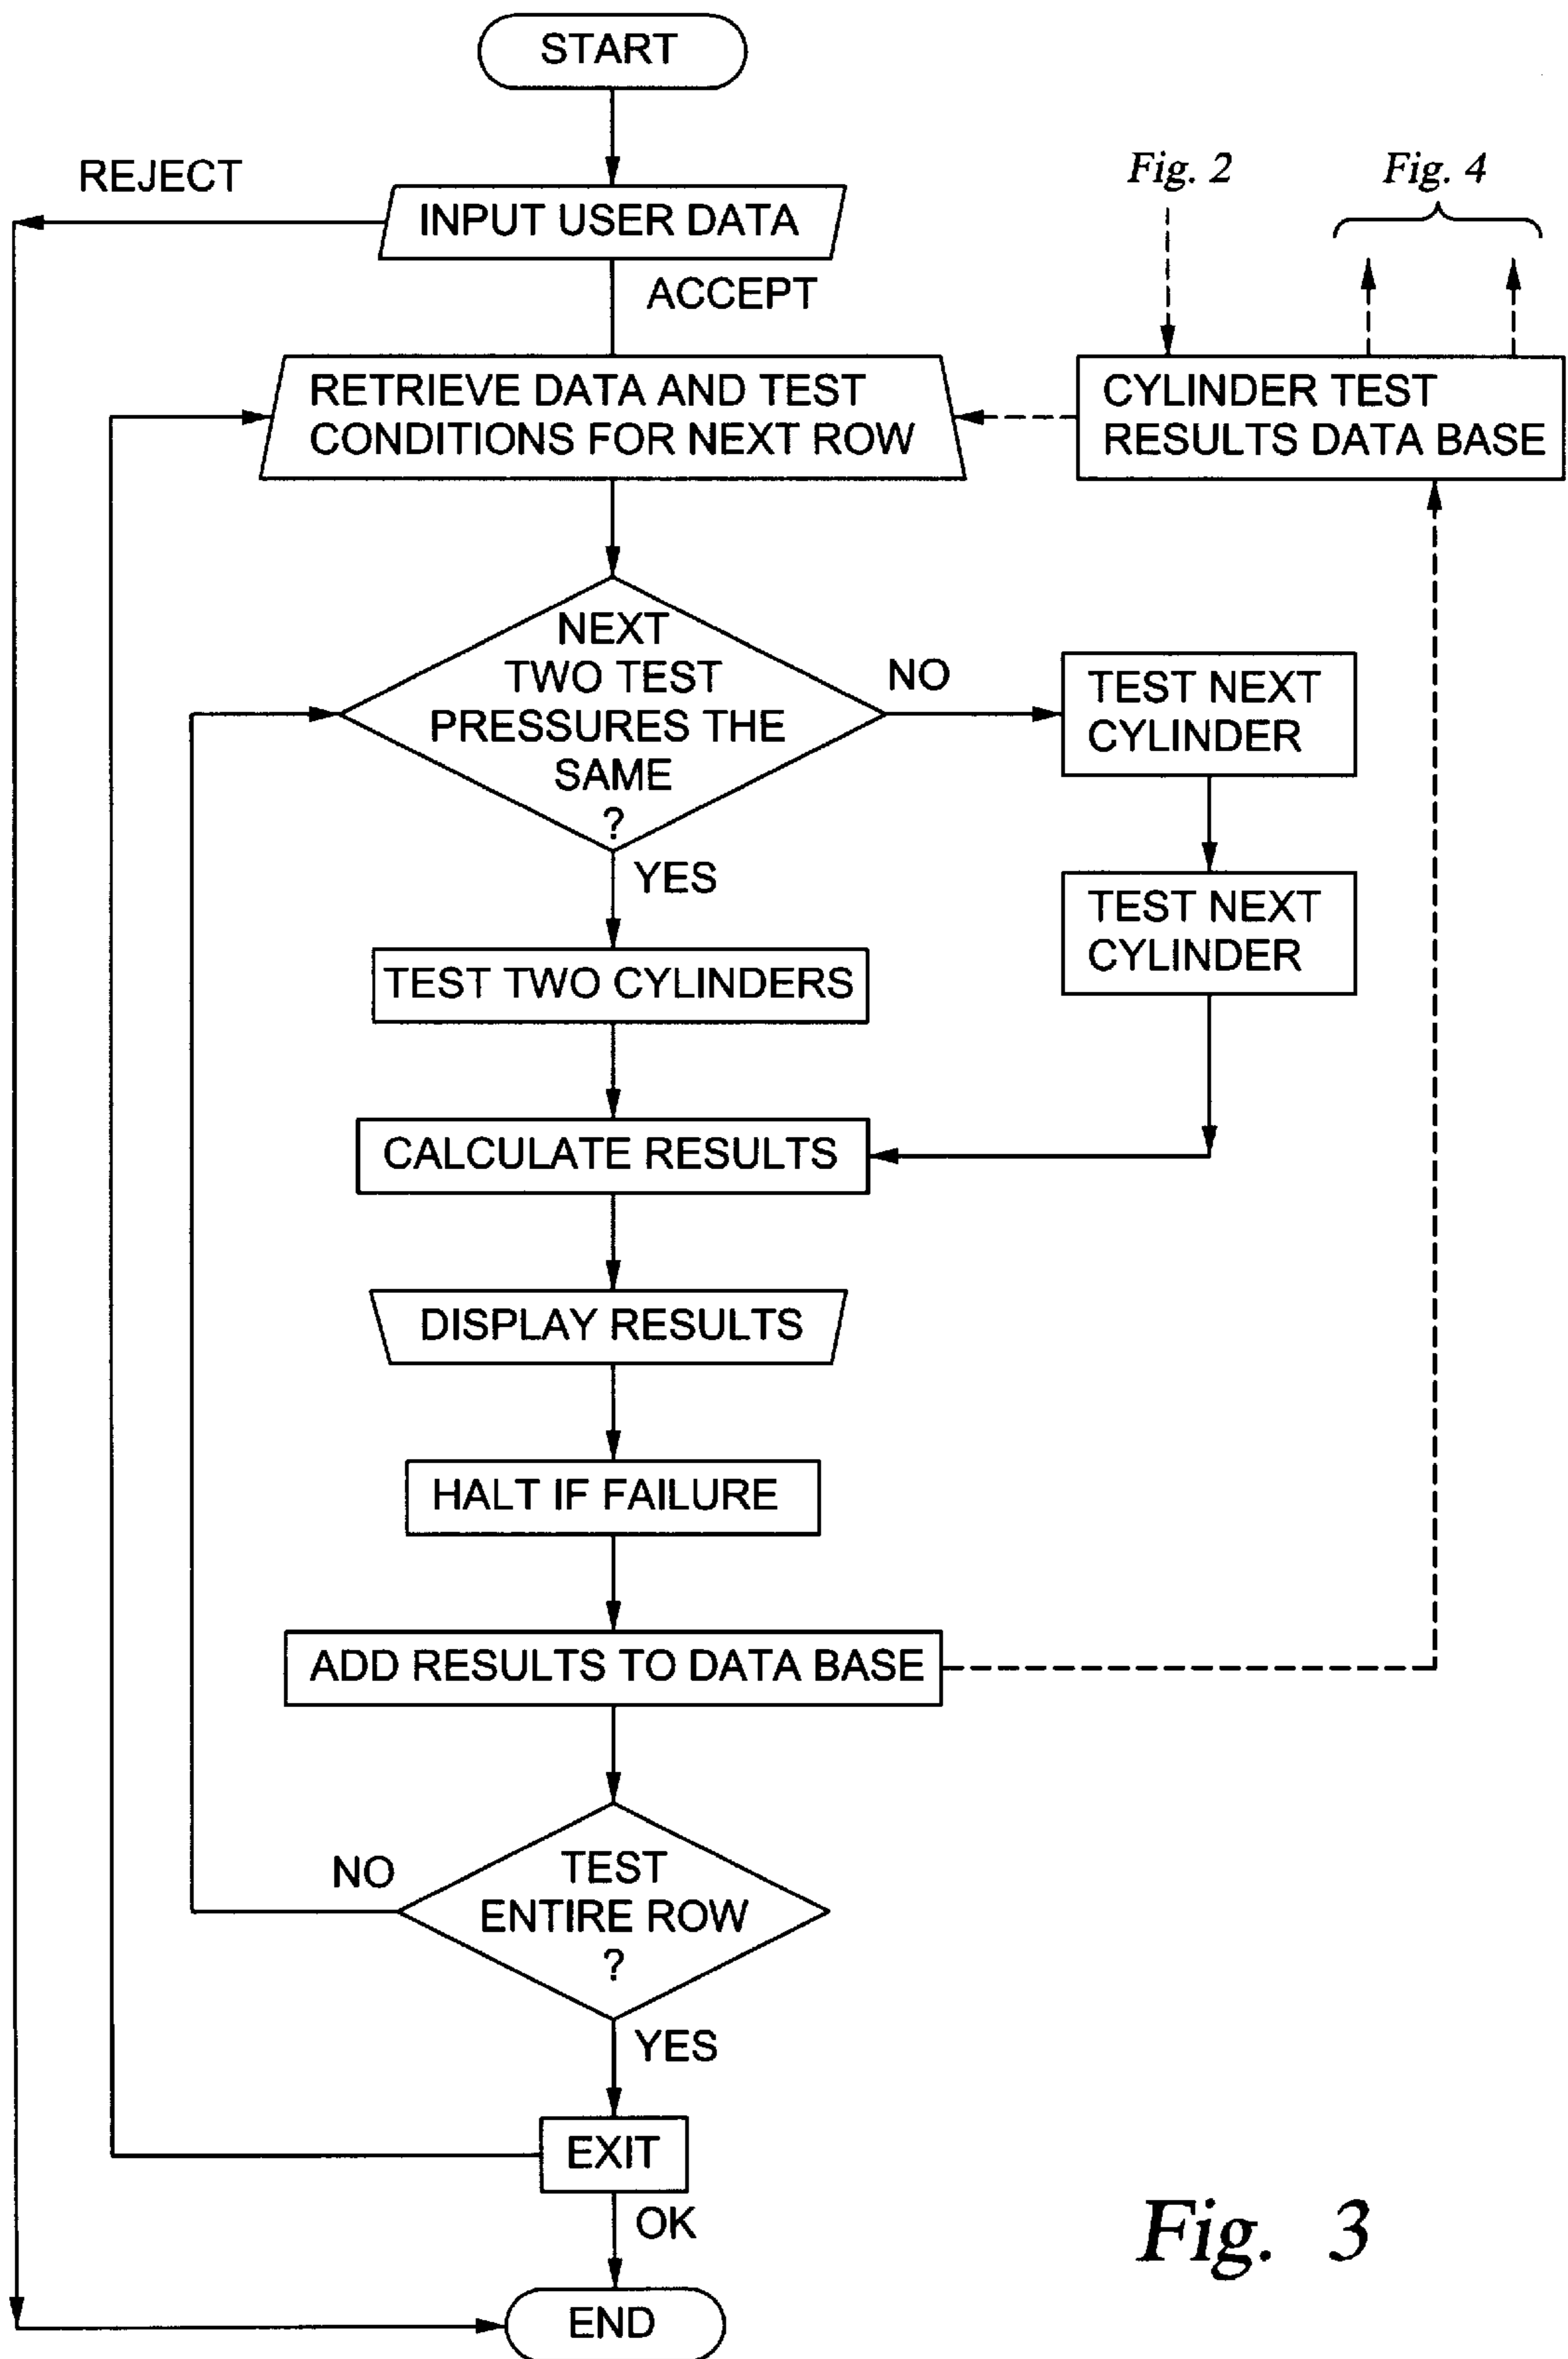 START
REJECT
INPUT USER DATA
Fig. 2
Fig. 4
ACCEPT
RETRIEVE DATA AND TEST
CONDITIONS FOR NEXT ROW
CYLINDER TEST
RESULTS DATA BASE
NEXT
TWO TEST
PRESSURES THE
SAME
?
NO
TEST NEXT
CYLINDER
YES
TEST NEXT
CYLINDER
TEST TWO CYLINDERS
CALCULATE RESULTS
DISPLAY RESULTS
HALT IF FAILURE
ADD RESULTS TO DATA BASE
NO
TEST
ENTIRE ROW
?
YES
EXIT
OK
END
Fig. 3